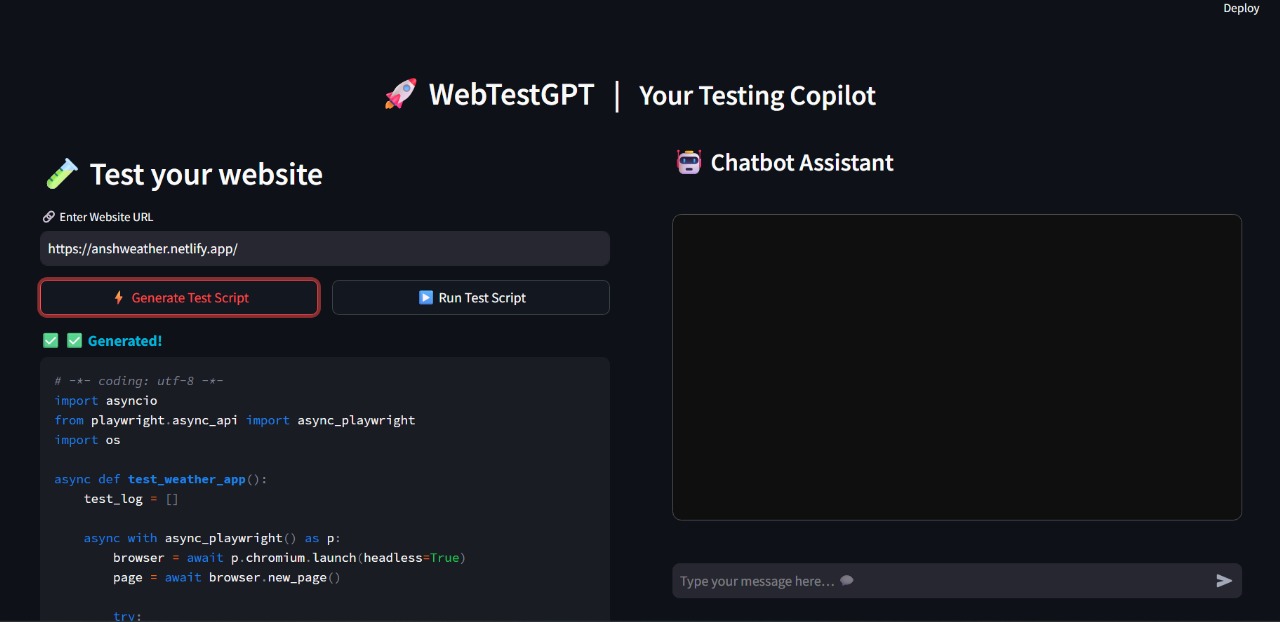 Deploy
🚀 WebTestGPT | Your Testing Copilot
🧪 Test your website
🔗 Enter Website URL
https://anshweather.netlify.app/
⚡ Generate Test Script
▶️ Run Test Script
✅ ✅ Generated!
# -*- coding: utf-8 -*-
import asyncio
from playwright.async_api import async_playwright
import os
async def test_weather_app():
    test_log = []
    async with async_playwright() as p:
        browser = await p.chromium.launch(headless=True)
        page = await browser.new_page()
        try:
🤖 Chatbot Assistant
Type your message here... 💬